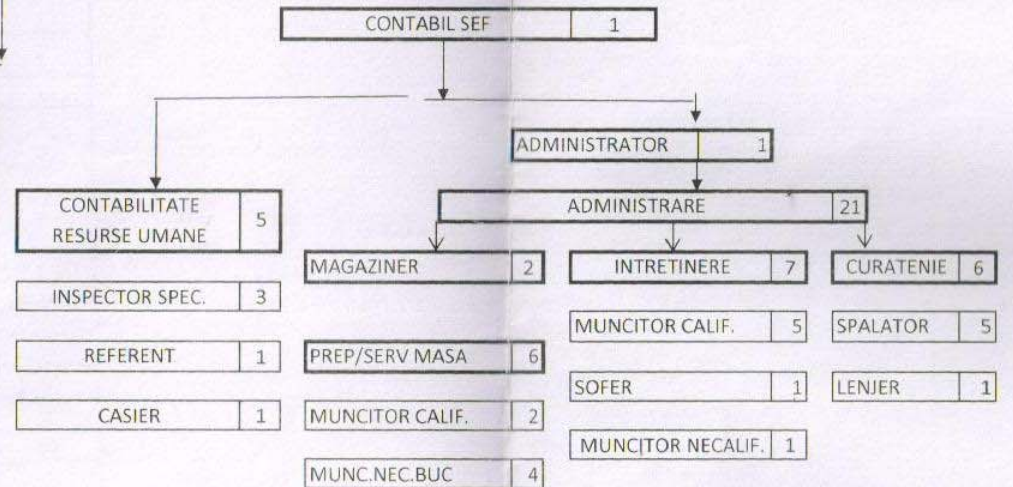 CONTABIL SEF 1
ADMINISTRATOR 1
CONTABILITATE
RESURSE UMANE 5
ADMINISTRARE 21
MAGAZINER 2
INTRETINERE 7
CURATENIE 6
INSPECTOR SPEC. 3
MUNCITOR CALIF. 5
SPALATOR 5
REFERENT 1
PREP/SERV MASA 6
SOFER 1
LENJER 1
CASIER 1
MUNCITOR CALIF. 2
MUNCITOR NECALIF. 1
MUNC.NEC.BUC 4